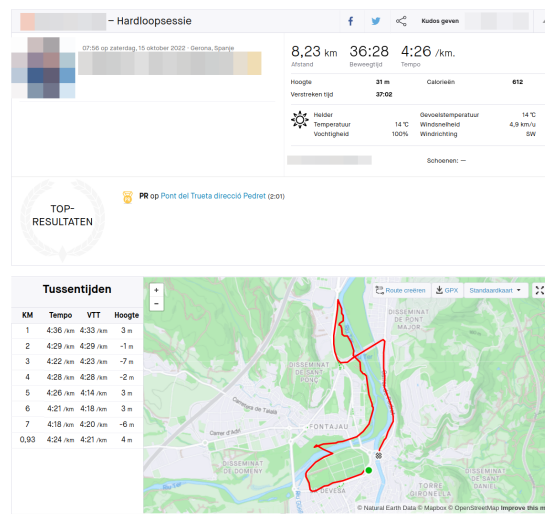 – Hardloopsessie
Kudos geven
07:56 op zaterdag, 15 oktober 2022 · Gerona, Spanje
8,23 km 36:28 4:26 /km.
Afstand Beweegtijd Tempo
Hoogte 31 m Calorieën 612
Verstreken tijd 37:02
Helder Gevoelstemperatuur 14 ℃
Temperatuur 14 ℃ Windsnelheid 4,9 km/u
Vochtigheid 100% Windrichting SW
Schoenen: —
TOP-
RESULTATEN
PR op Pont del Trueta direcció Pedret (2:01)
Tussentijden
KM Tempo VTT Hoogte
1 4:36 /km 4:33 /km 3 m
2 4:29 /km 4:29 /km -1 m
3 4:22 /km 4:23 /km -7 m
4 4:28 /km 4:28 /km -2 m
5 4:26 /km 4:14 /km 3 m
6 4:21 /km 4:18 /km 3 m
7 4:18 /km 4:20 /km -6 m
0,93 4:24 /km 4:21 /km 4 m
+
−
Route creëren GPX Standaardkaart
DISSEMINAT
DE PONT
MAJOR
DISSEMINAT
DE SANT
PONÇ
Carretera de Taialà
Carrer d'Adri
FONTAJAU
DISSEMINAT
DE DOMENY
Riu Ter
DEVESA
TORRE
GIRONELLA
DISSEMINAT
DE SANT
DANIEL
© Natural Earth Data © Mapbox © OpenStreetMap Improve this m